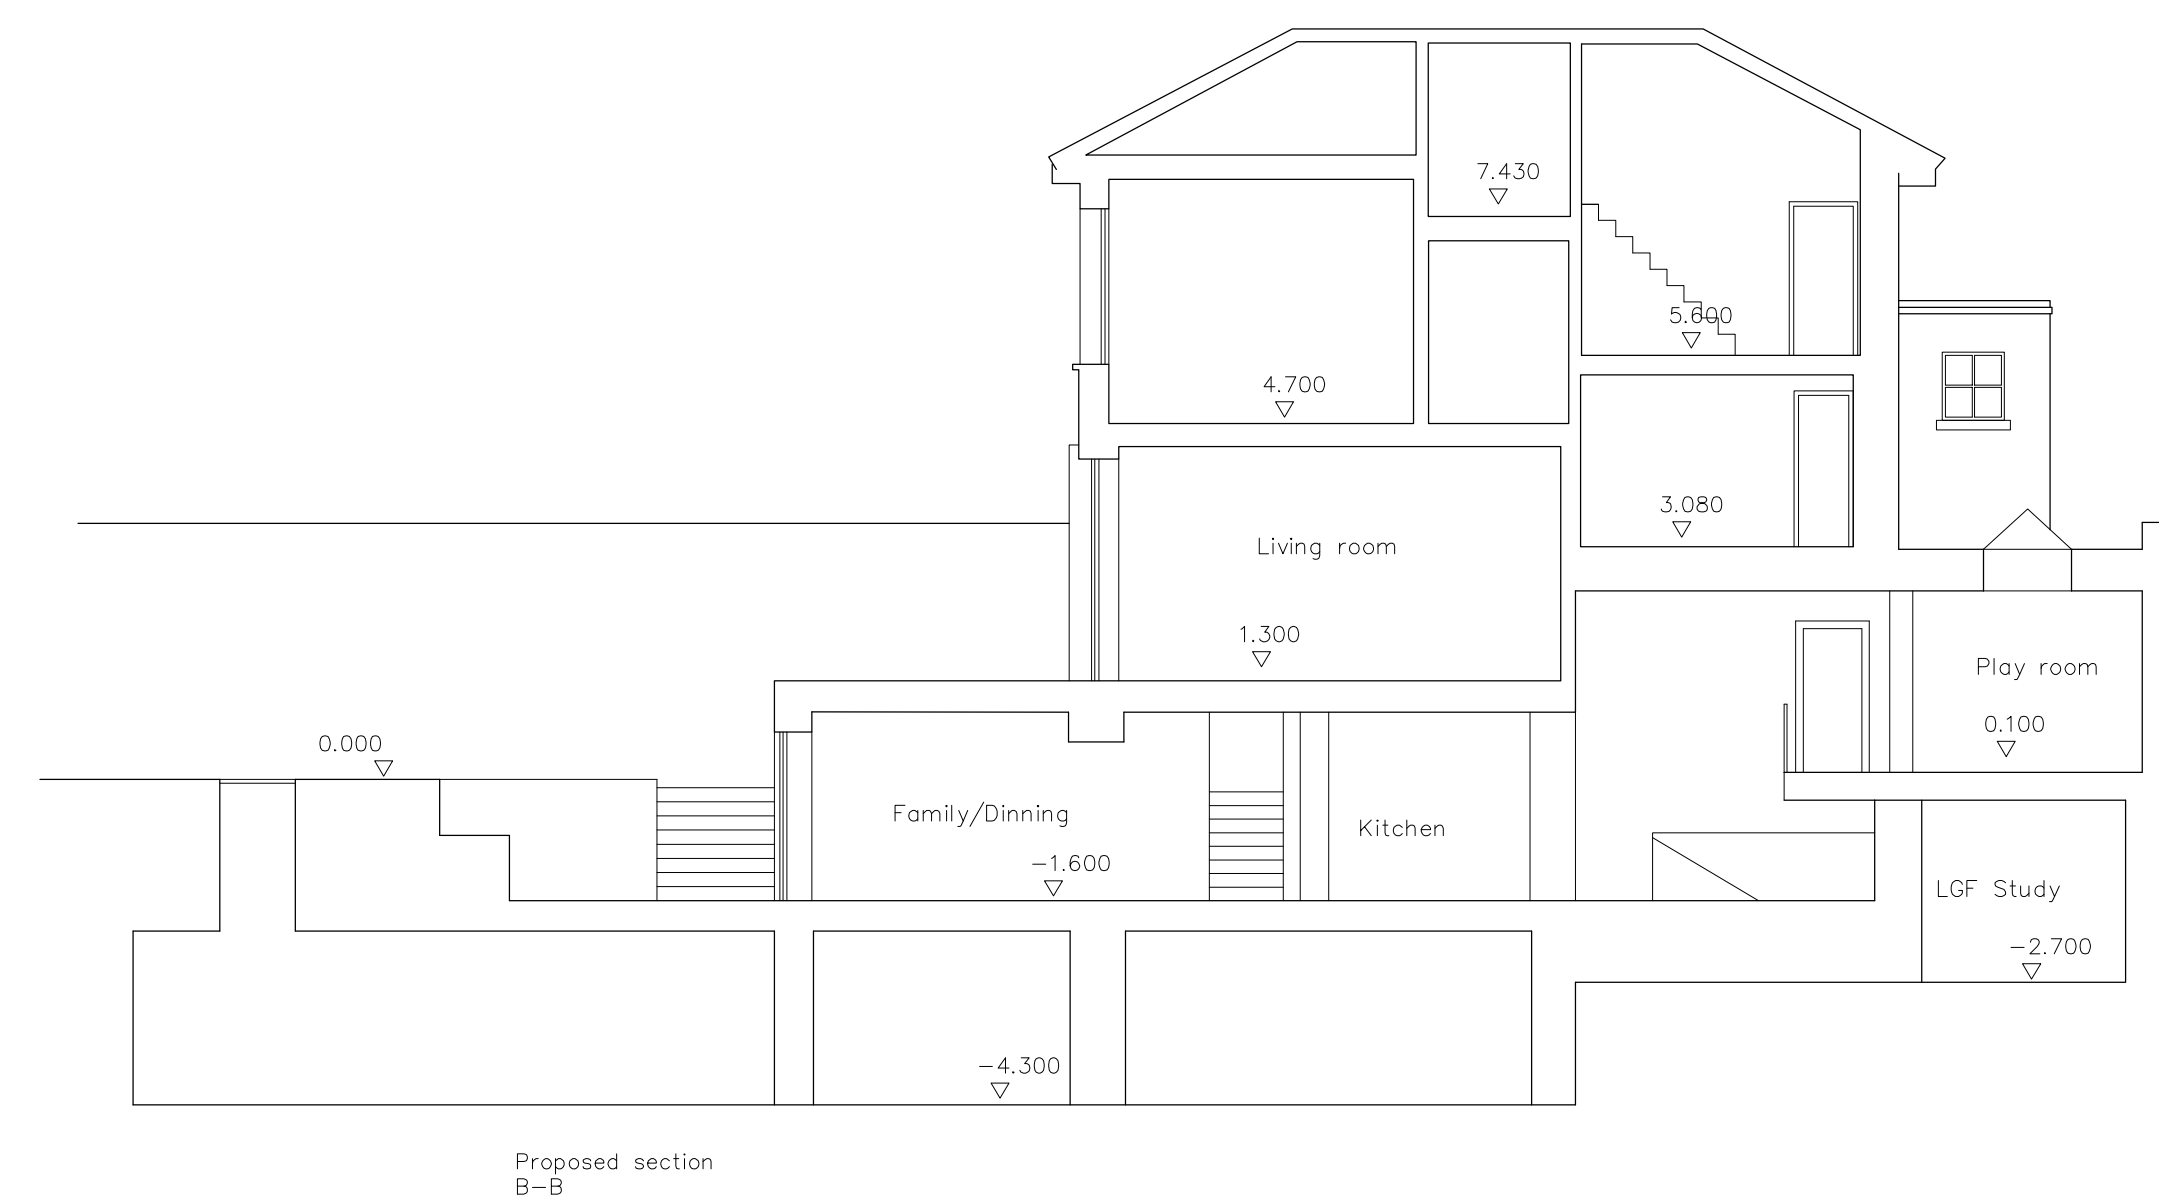 7.430
5.600
4.700
3.080
Living room
1.300
Play room
0.100
0.000
Family/Dinning
Kitchen
-1.600
LGF Study
-2.700
-4.300
Proposed section
B-B